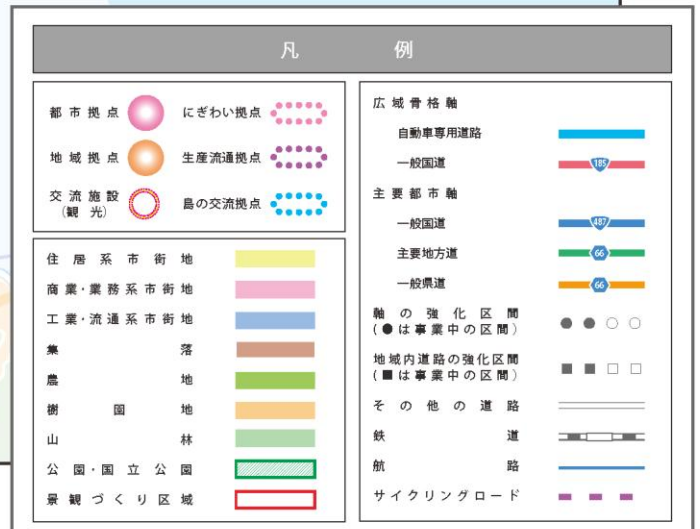 凡例
都市拠点
にぎわい拠点
地域拠点
生産流通拠点
交流施設
(観光)
島の交流拠点
住居系市街地
商業・業務系市街地
工業・流通系市街地
集落
農地
樹園地
山林
公園・国立公園
景観づくり区域
広域骨格軸
自動車専用道路
一般国道
185
主要都市軸
一般国道
487
主要地方道
66
一般県道
66
軸の強化区間
(●は事業中の区間)
地域内道路の強化区間
(■は事業中の区間)
その他の道路
鉄道
航路
サイクリングロード